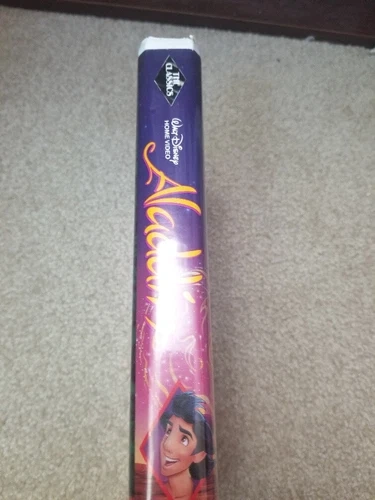 THE
CLASSICS
WALT DISNEY
HOME VIDEO
Aladdin